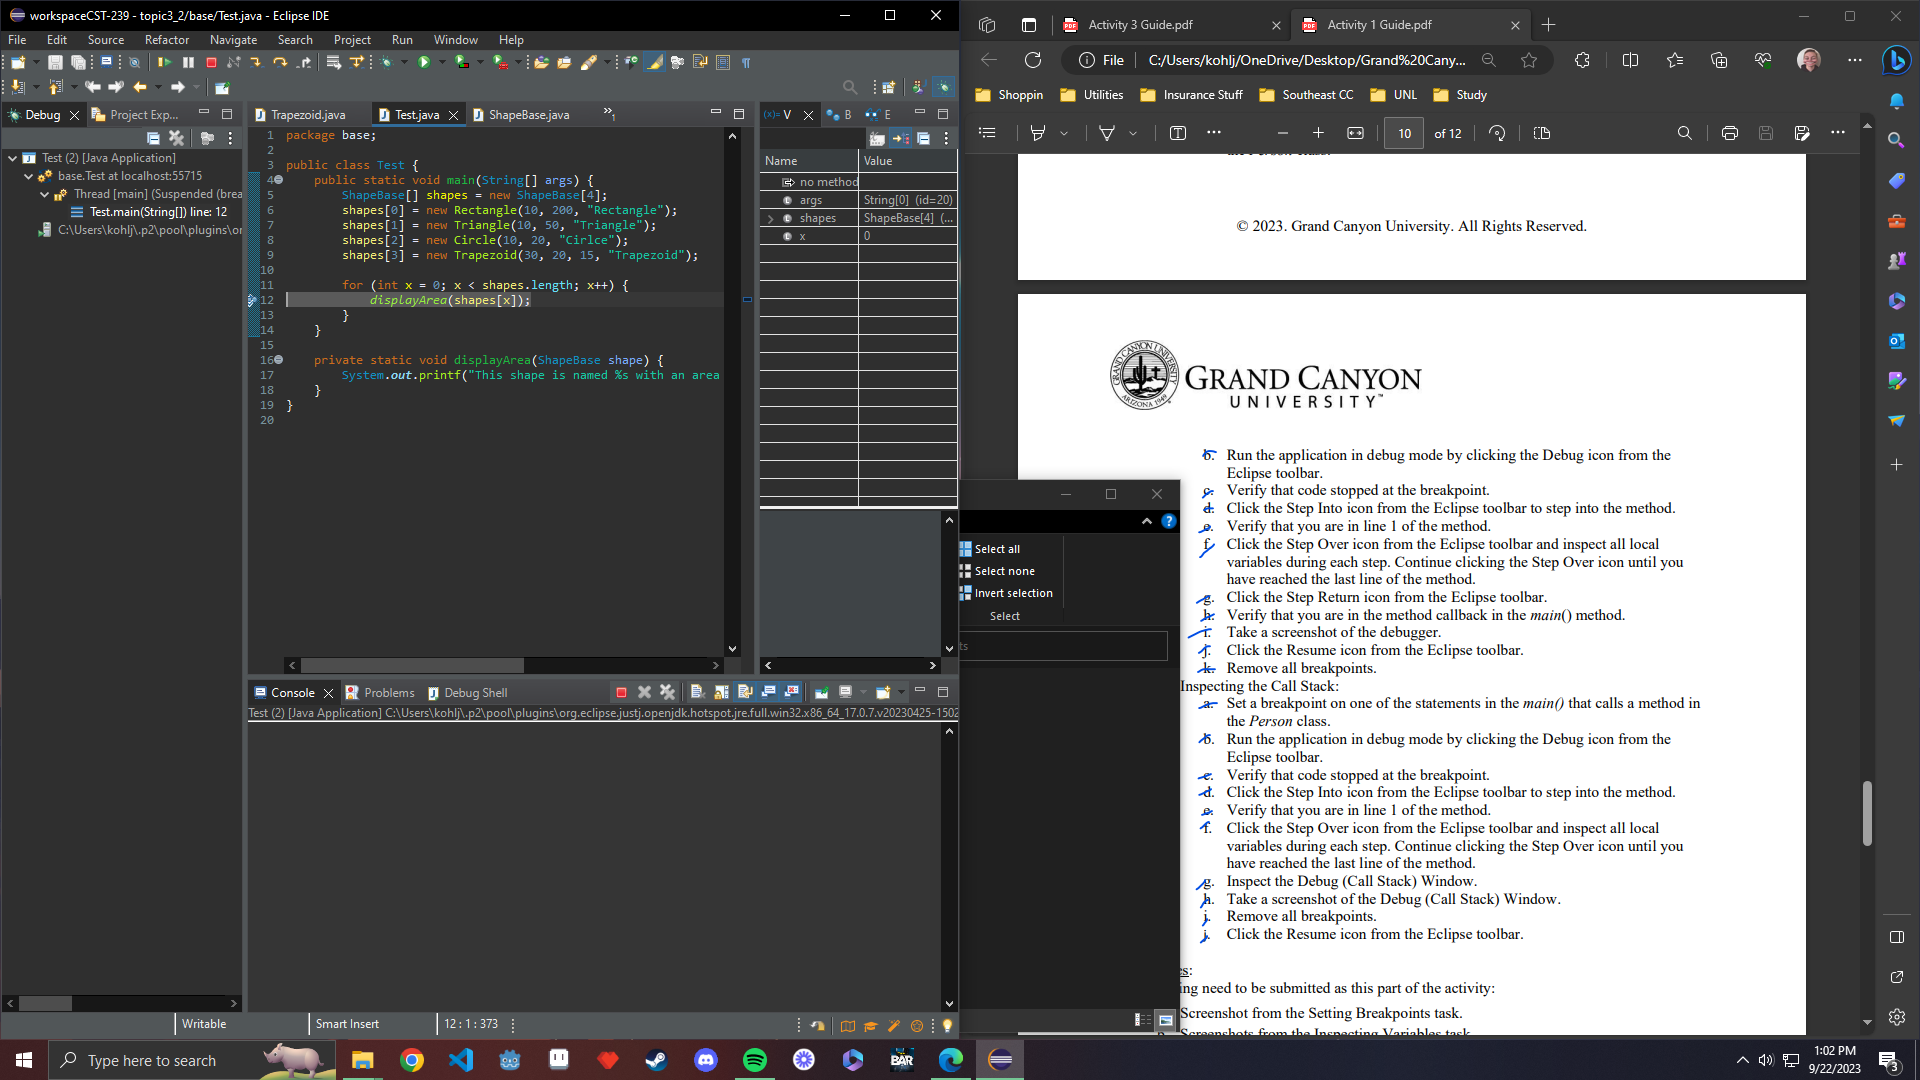 workspaceCST-239 - topic3_2/base/Test.java - Eclipse IDE
File Edit Source Refactor Navigate Search Project Run Window Help
Debug Project Exp...
Test (2) [Java Application]
base.Test at localhost:55715
Thread [main] (Suspended (brea
Test.main(String[]) line: 12
C:\Users\kohlj\.p2\pool\plugins\or
Trapezoid.java Test.java ShapeBase.java »1
1 package base;
2
3 public class Test {
4 public static void main(String[] args) {
5 ShapeBase[] shapes = new ShapeBase[4];
6 shapes[0] = new Rectangle(10, 200, "Rectangle");
7 shapes[1] = new Triangle(10, 50, "Triangle");
8 shapes[2] = new Circle(10, 20, "Cirlce");
9 shapes[3] = new Trapezoid(30, 20, 15, "Trapezoid");
10
11 for (int x = 0; x < shapes.length; x++) {
12 displayArea(shapes[x]);
13 }
14 }
15
16 private static void displayArea(ShapeBase shape) {
17 System.out.printf("This shape is named %s with an area
18 }
19 }
20
(x)= V B E
Name Value
no method
args String[0] (id=20)
shapes ShapeBase[4] (...
x 0
Console Problems Debug Shell
Test (2) [Java Application] C:\Users\kohlj\.p2\pool\plugins\org.eclipse.justj.openjdk.hotspot.jre.full.win32.x86_64_17.0.7.v20230425-1502
Writable Smart Insert 12 : 1 : 373
Activity 3 Guide.pdf Activity 1 Guide.pdf
File C:/Users/kohlj/OneDrive/Desktop/Grand%20Cany...
Shoppin Utilities Insurance Stuff Southeast CC UNL Study
10 of 12
© 2023. Grand Canyon University. All Rights Reserved.
GRAND CANYON
UNIVERSITY™
b. Run the application in debug mode by clicking the Debug icon from the
Eclipse toolbar.
c. Verify that code stopped at the breakpoint.
d. Click the Step Into icon from the Eclipse toolbar to step into the method.
e. Verify that you are in line 1 of the method.
f. Click the Step Over icon from the Eclipse toolbar and inspect all local
variables during each step. Continue clicking the Step Over icon until you
have reached the last line of the method.
g. Click the Step Return icon from the Eclipse toolbar.
h. Verify that you are in the method callback in the main() method.
i. Take a screenshot of the debugger.
j. Click the Resume icon from the Eclipse toolbar.
k. Remove all breakpoints.
Inspecting the Call Stack:
a. Set a breakpoint on one of the statements in the main() that calls a method in
the Person class.
b. Run the application in debug mode by clicking the Debug icon from the
Eclipse toolbar.
c. Verify that code stopped at the breakpoint.
d. Click the Step Into icon from the Eclipse toolbar to step into the method.
e. Verify that you are in line 1 of the method.
f. Click the Step Over icon from the Eclipse toolbar and inspect all local
variables during each step. Continue clicking the Step Over icon until you
have reached the last line of the method.
g. Inspect the Debug (Call Stack) Window.
h. Take a screenshot of the Debug (Call Stack) Window.
i. Remove all breakpoints.
j. Click the Resume icon from the Eclipse toolbar.
es:
ing need to be submitted as this part of the activity:
Screenshot from the Setting Breakpoints task.
Screenshots from the Inspecting Variables task
Select all
Select none
Invert selection
Select
ts
Type here to search
BAR
1:02 PM
9/22/2023
3